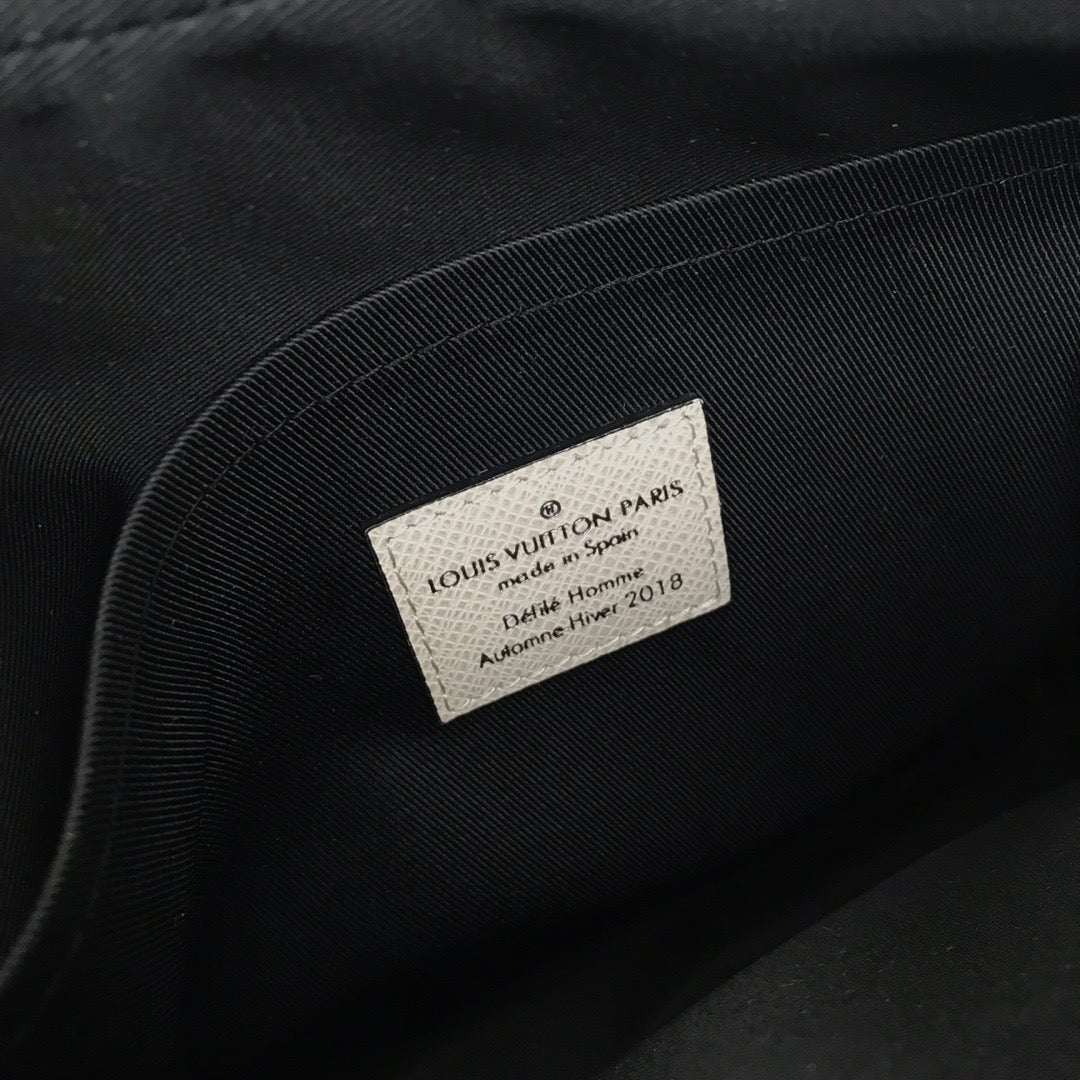 LOUIS VUITTON PARIS
made in Spain
Défilé Homme
Automne-Hiver 2018